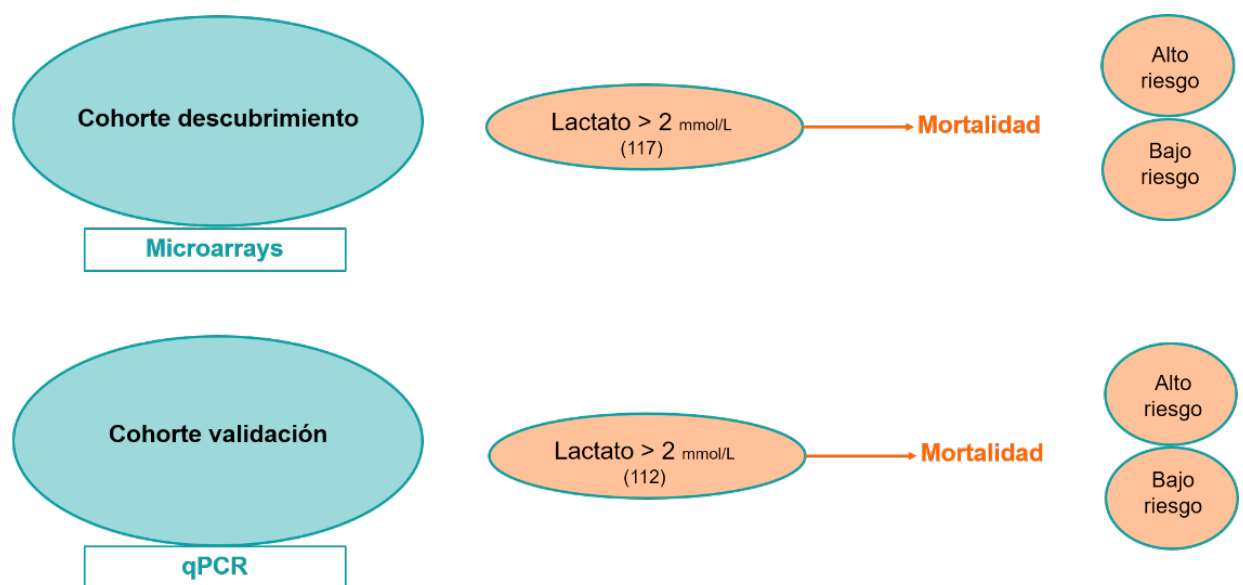 Cohorte descubrimiento
Microarrays
Lactato > 2 mmol/L
(117)
Mortalidad
Alto
riesgo
Bajo
riesgo
Cohorte validación
qPCR
Lactato > 2 mmol/L
(112)
Mortalidad
Alto
riesgo
Bajo
riesgo